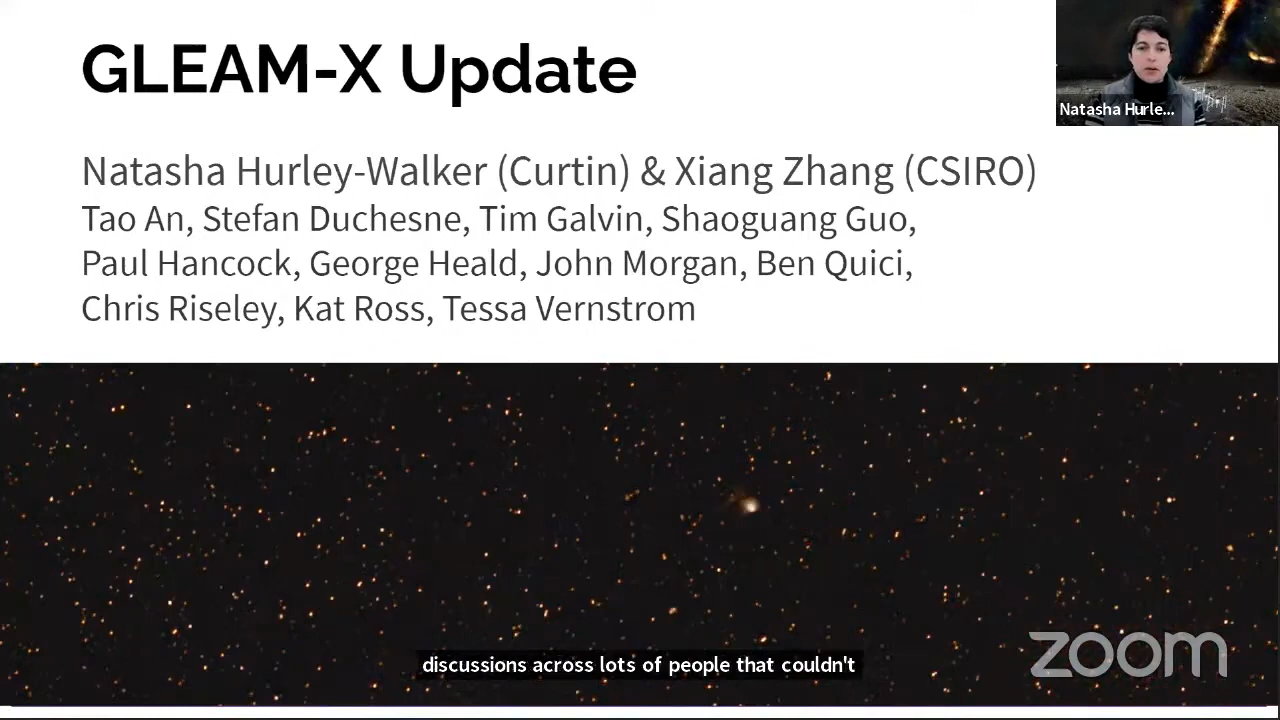 GLEAM-X Update
Natasha Hurle...
Natasha Hurley-Walker (Curtin) & Xiang Zhang (CSIRO)
Tao An, Stefan Duchesne, Tim Galvin, Shaoguang Guo,
Paul Hancock, George Heald, John Morgan, Ben Quici,
Chris Riseley, Kat Ross, Tessa Vernstrom
zoom
discussions across lots of people that couldn't